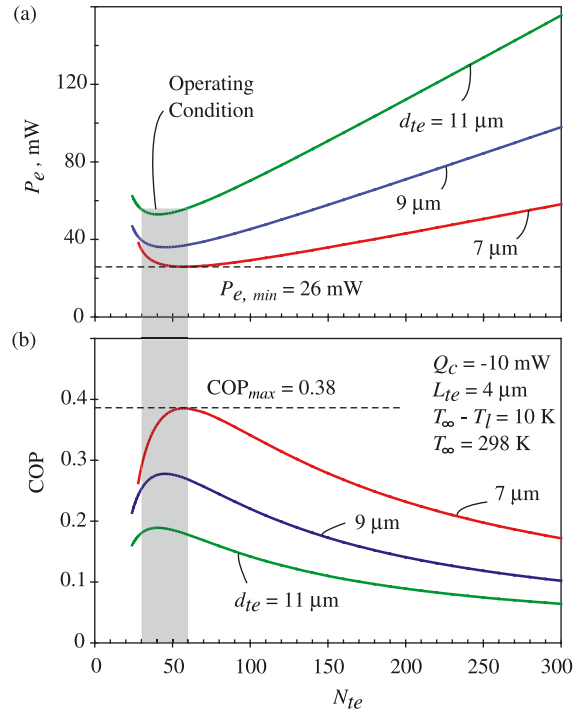 (a)
160
120
80
40
0
P_e , mW
Operating
Condition
d_te = 11 μm
9 μm
7 μm
P_e, min = 26 mW
(b)
0.4
0.3
0.2
0.1
0
COP
COP_max = 0.38
Q_c = -10 mW
L_te = 4 μm
T_∞ - T_l = 10 K
T_∞ = 298 K
7 μm
9 μm
d_te = 11 μm
0 50 100 150 200 250 300
N_te